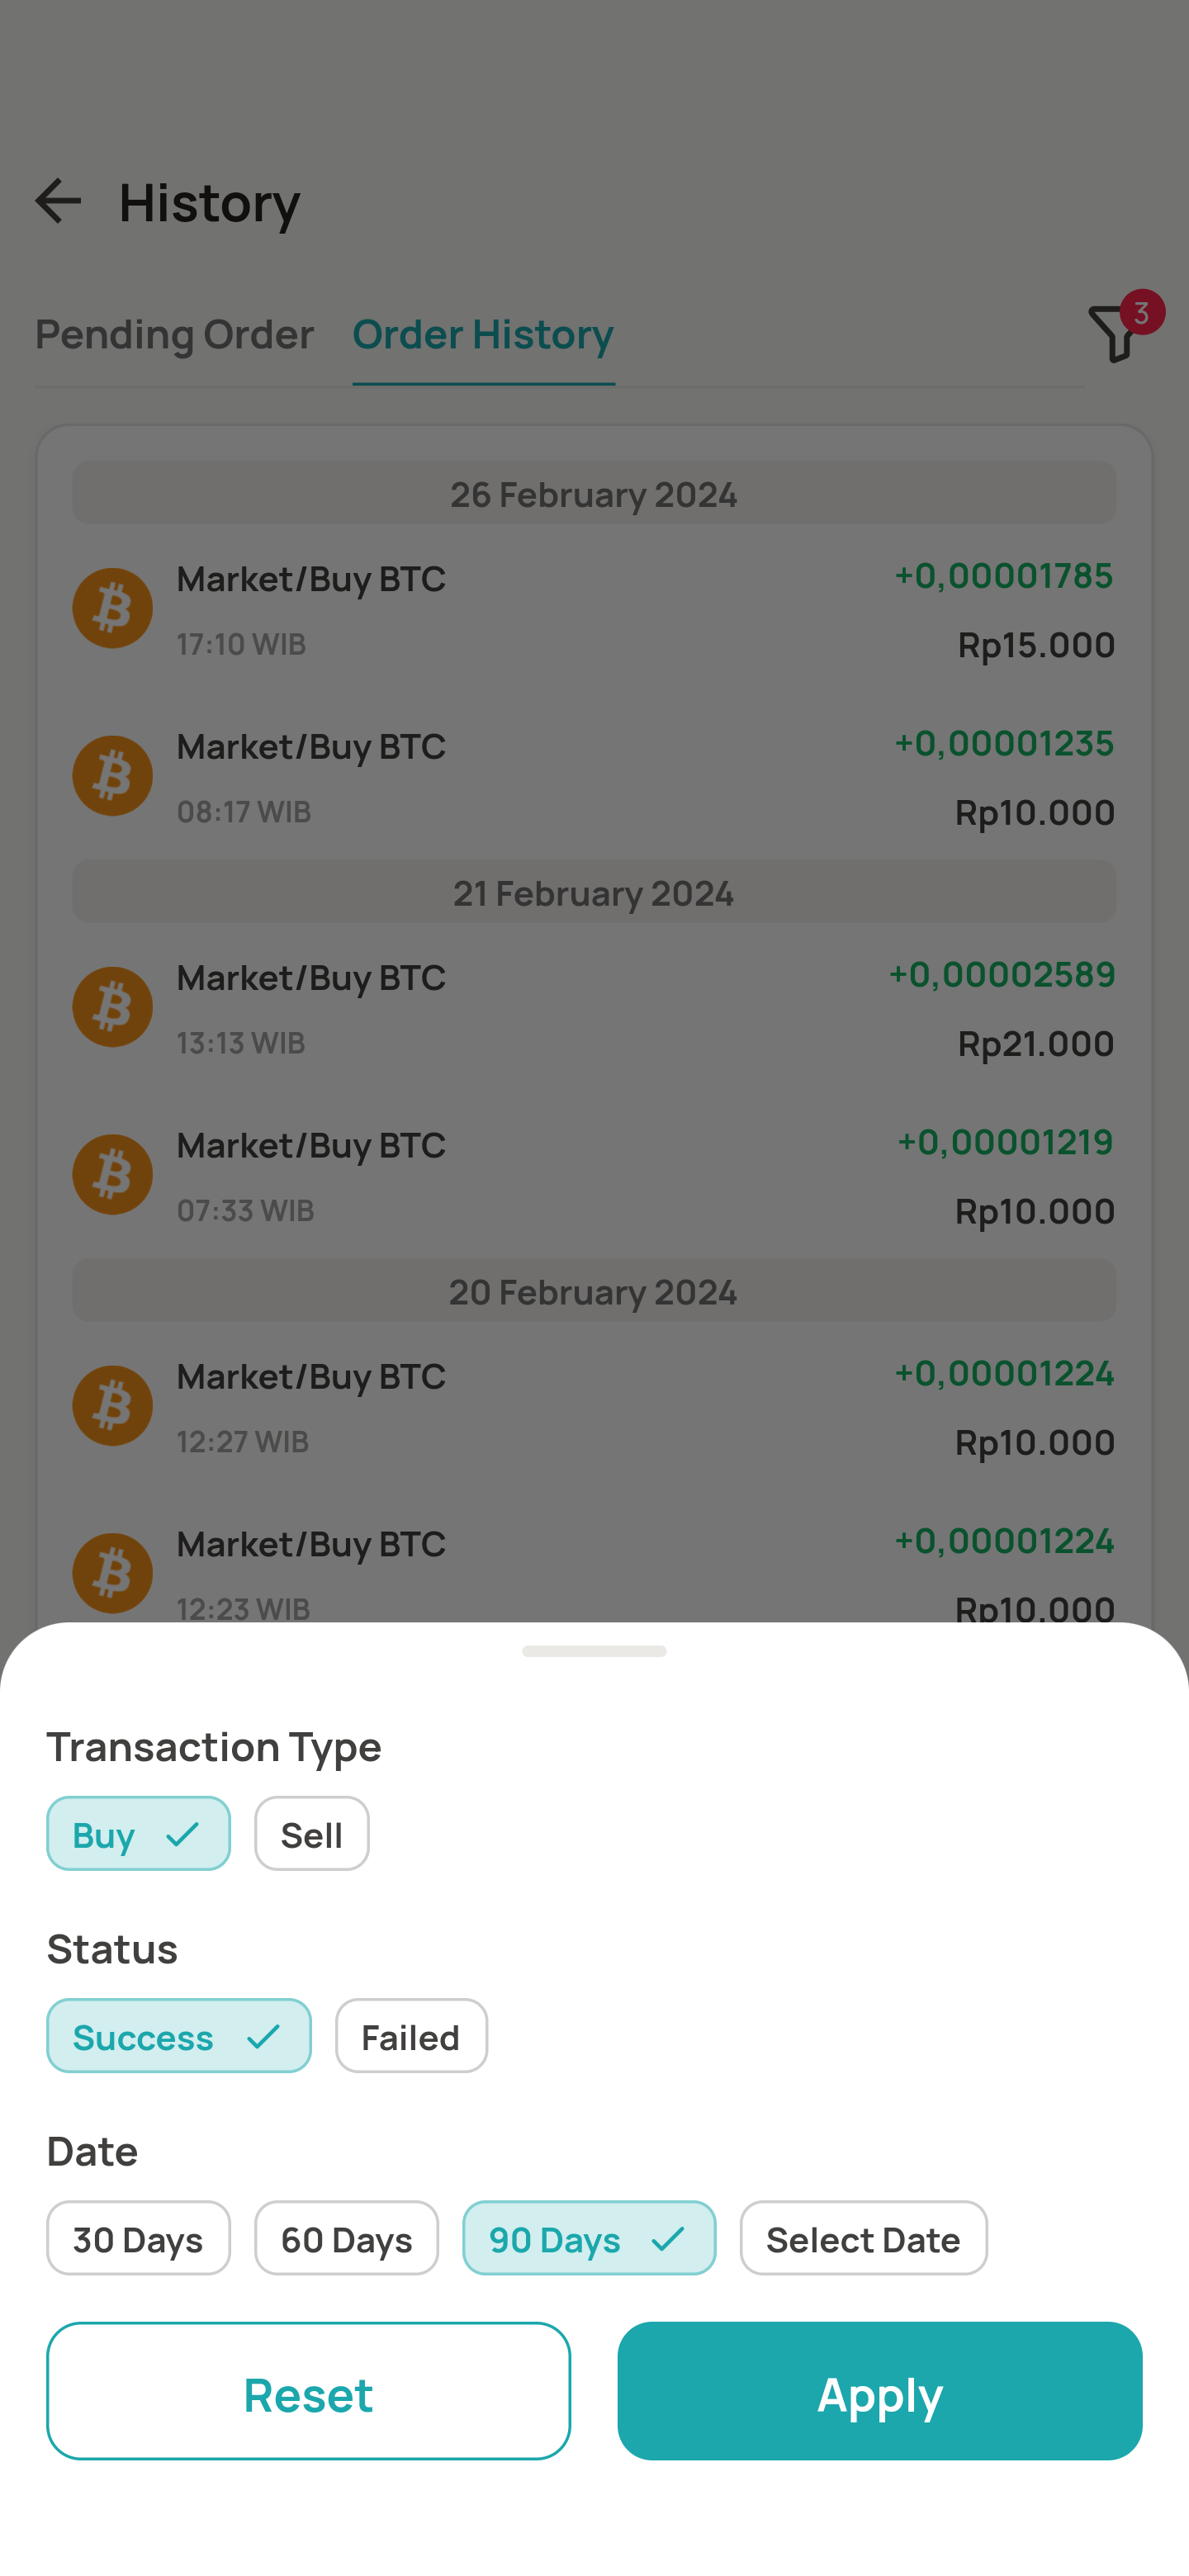 History
Pending Order Order History 3
26 February 2024
Market/Buy BTC +0,00001785
17:10 WIB Rp15.000
Market/Buy BTC +0,00001235
08:17 WIB Rp10.000
21 February 2024
Market/Buy BTC +0,00002589
13:13 WIB Rp21.000
Market/Buy BTC +0,00001219
07:33 WIB Rp10.000
20 February 2024
Market/Buy BTC +0,00001224
12:27 WIB Rp10.000
Market/Buy BTC +0,00001224
12:23 WIB Rp10.000
Transaction Type
Buy Sell
Status
Success Failed
Date
30 Days 60 Days 90 Days Select Date
Reset Apply